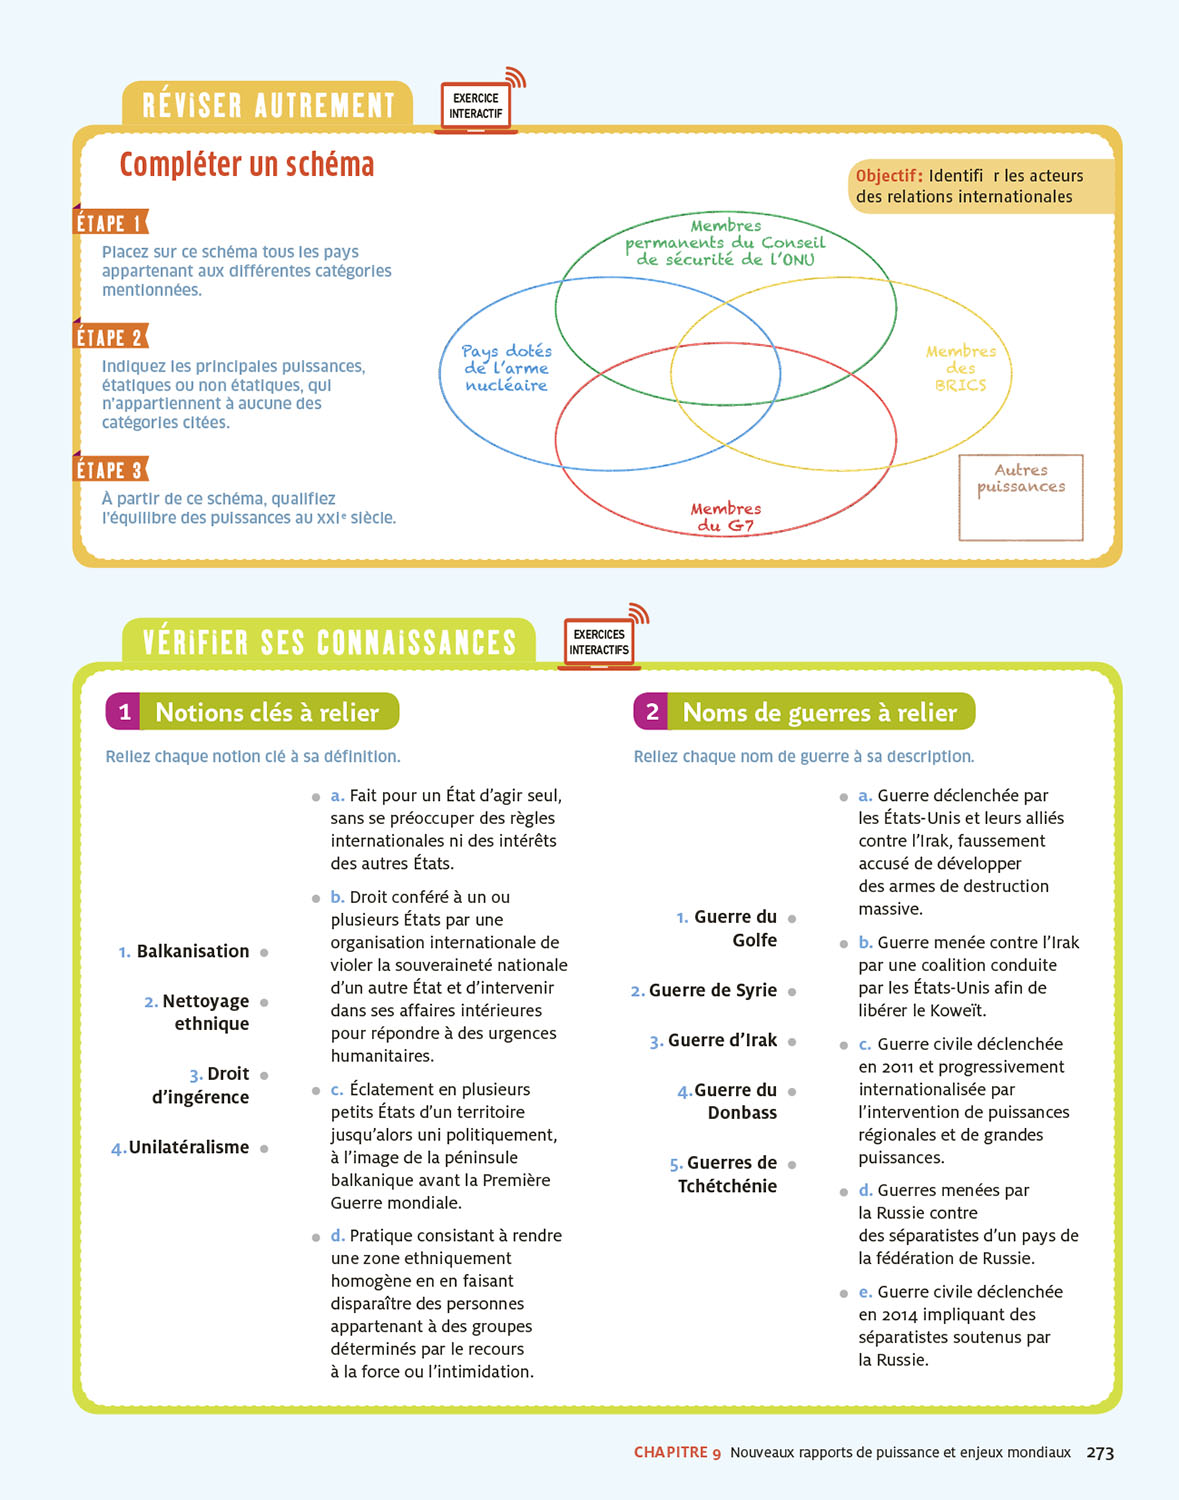 RÉVISER AUTREMENT
EXERCICE
INTERACTIF
Compléter un schéma
Objectif : Identifi r les acteurs
des relations internationales
ÉTAPE 1
Placez sur ce schéma tous les pays
appartenant aux différentes catégories
mentionnées.
ÉTAPE 2
Indiquez les principales puissances,
étatiques ou non étatiques, qui
n'appartiennent à aucune des
catégories citées.
ÉTAPE 3
À partir de ce schéma, qualifiez
l'équilibre des puissances au XXIe siècle.
Membres
permanents du Conseil
de sécurité de l'ONU
Pays dotés
de l'arme
nucléaire
Membres
des
BRICS
Membres
du G7
Autres
puissances
VÉRIFIER SES CONNAISSANCES
EXERCICES
INTERACTIFS
1 Notions clés à relier
Reliez chaque notion clé à sa définition.
1. Balkanisation
2. Nettoyage
ethnique
3. Droit
d'ingérence
4. Unilatéralisme
a. Fait pour un État d'agir seul,
sans se préoccuper des règles
internationales ni des intérêts
des autres États.
b. Droit conféré à un ou
plusieurs États par une
organisation internationale de
violer la souveraineté nationale
d'un autre État et d'intervenir
dans ses affaires intérieures
pour répondre à des urgences
humanitaires.
c. Éclatement en plusieurs
petits États d'un territoire
jusqu'alors uni politiquement,
à l'image de la péninsule
balkanique avant la Première
Guerre mondiale.
d. Pratique consistant à rendre
une zone ethniquement
homogène en en faisant
disparaître des personnes
appartenant à des groupes
déterminés par le recours
à la force ou l'intimidation.
2 Noms de guerres à relier
Reliez chaque nom de guerre à sa description.
1. Guerre du
Golfe
2. Guerre de Syrie
3. Guerre d'Irak
4. Guerre du
Donbass
5. Guerres de
Tchétchénie
a. Guerre déclenchée par
les États-Unis et leurs alliés
contre l'Irak, faussement
accusé de développer
des armes de destruction
massive.
b. Guerre menée contre l'Irak
par une coalition conduite
par les États-Unis afin de
libérer le Koweït.
c. Guerre civile déclenchée
en 2011 et progressivement
internationalisée par
l'intervention de puissances
régionales et de grandes
puissances.
d. Guerres menées par
la Russie contre
des séparatistes d'un pays de
la fédération de Russie.
e. Guerre civile déclenchée
en 2014 impliquant des
séparatistes soutenus par
la Russie.
CHAPITRE 9 Nouveaux rapports de puissance et enjeux mondiaux 273